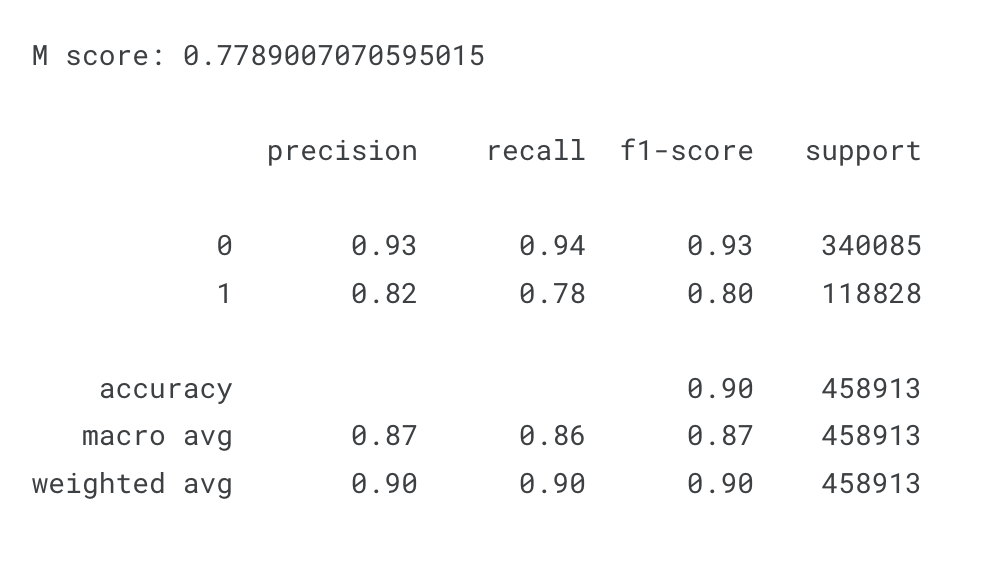 M score: 0.7789007070595015
precision recall f1-score support
0 0.93 0.94 0.93 340085
1 0.82 0.78 0.80 118828
accuracy 0.90 458913
macro avg 0.87 0.86 0.87 458913
weighted avg 0.90 0.90 0.90 458913